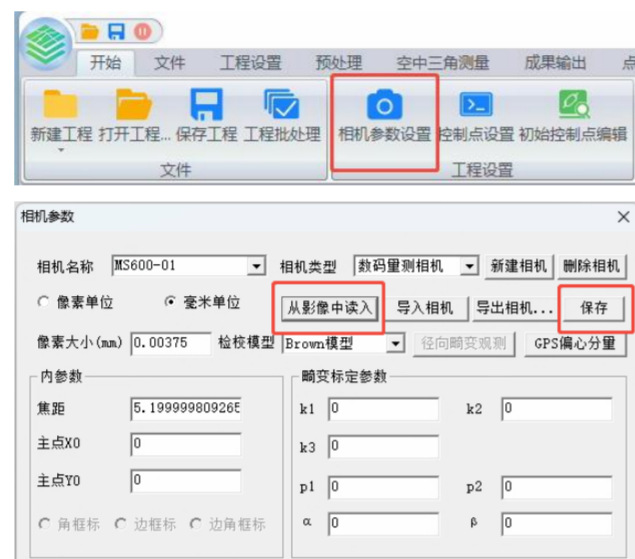 开始 文件 工程设置 预处理 空中三角测量 成果输出 点
新建工程 打开工程... 保存工程 工程批处理 相机参数设置 控制点设置 初始控制点编辑
文件 工程设置
相机参数
相机名称 MS600-01 相机类型 数码量测相机 新建相机 删除相机
像素单位 毫米单位 从影像中读入 导入相机 导出相机... 保存
像素大小(mm) 0.00375 检校模型 Brown模型 径向畸变观测 GPS偏心分量
内参数 畸变标定参数
焦距 5.199999809265 k1 0 k2 0
主点X0 0 k3 0
主点Y0 0 p1 0 p2 0
角框标 边框标 边角框标 α 0 β 0